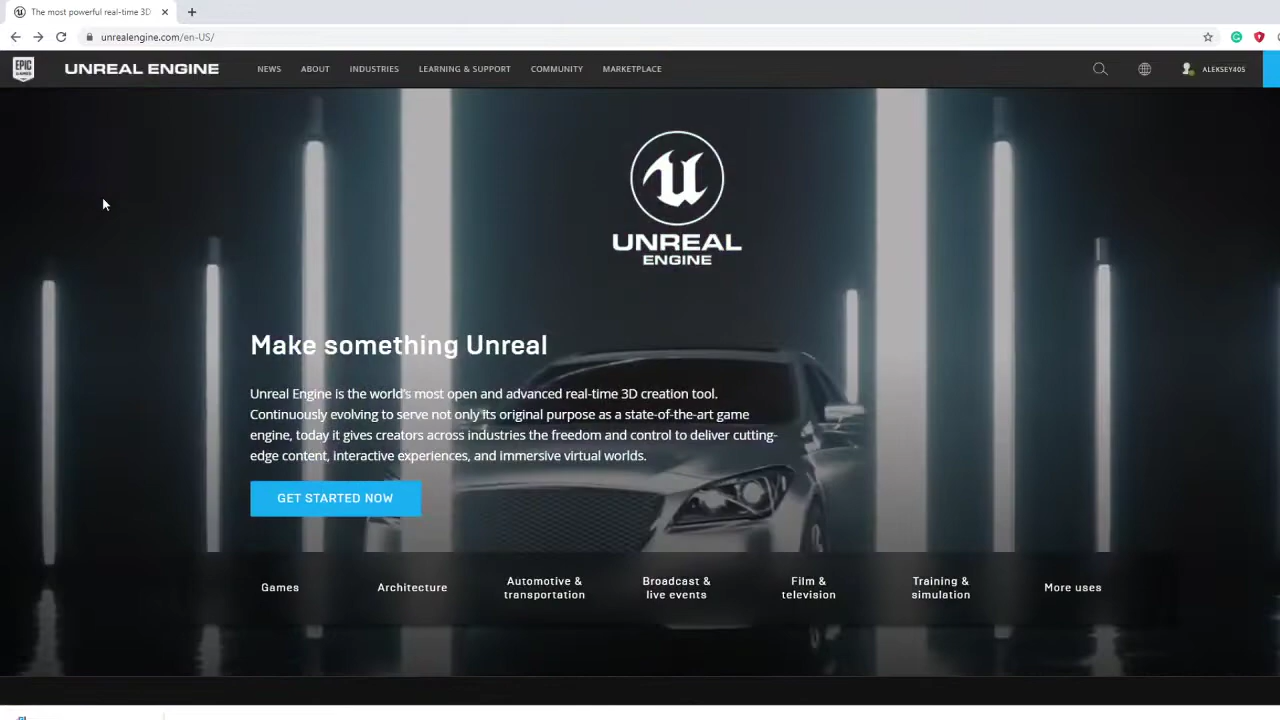 The most powerful real-time 3D
unrealengine.com/en-US/
EPIC GAMES
UNREAL ENGINE
NEWS
ABOUT
INDUSTRIES
LEARNING & SUPPORT
COMMUNITY
MARKETPLACE
ALEKSEY405
UNREAL
ENGINE
Make something Unreal
Unreal Engine is the world's most open and advanced real-time 3D creation tool.
Continuously evolving to serve not only its original purpose as a state-of-the-art game
engine, today it gives creators across industries the freedom and control to deliver cutting-
edge content, interactive experiences, and immersive virtual worlds.
GET STARTED NOW
Games
Architecture
Automotive &
transportation
Broadcast &
live events
Film &
television
Training &
simulation
More uses